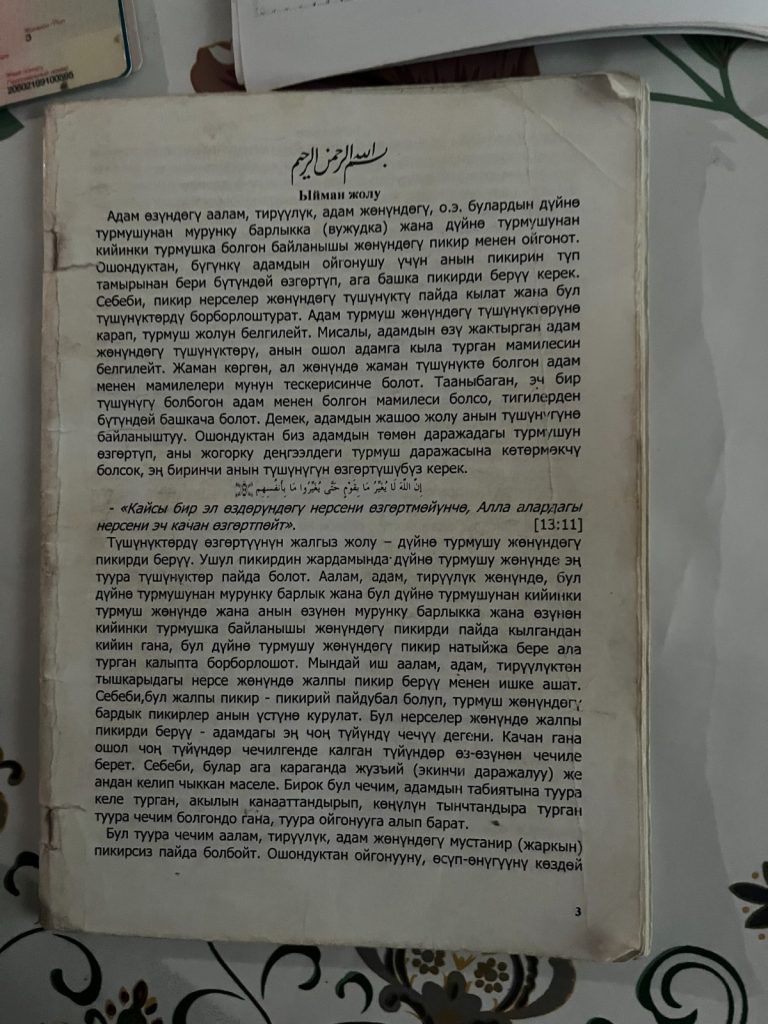 3
20602199100595
بسم الله الرحمن الرحيم
Ыйман жолу
Адам өзүндөгү аалам, тирүүлүк, адам жөнүндөгү, о.э. булардын дүйнө
турмушунан мурунку барлыкка (вужудка) жана дүйнө турмушунан
кийинки турмушка болгон байланышы жөнүндөгү пикир менен ойгонот.
Ошондуктан, бүгүнкү адамдын ойгонушу үчүн анын пикирин түп
тамырынан бери бүтүндөй өзгөртүп, ага башка пикирди берүү керек.
Себеби, пикир нерселер жөнүндөгү түшүнүктү пайда кылат жана бул
түшүнүктөрдү борборлоштурат. Адам турмуш жөнүндөгү түшүнүктөрүнө
карап, турмуш жолун белгилейт. Мисалы, адамдын өзү жактырган адам
жөнүндөгү түшүнүктөрү, анын ошол адамга кыла турган мамилесин
белгилейт. Жаман көргөн, ал жөнүндө жаман түшүнүктө болгон адам
менен мамилелери мунун тескерисинче болот. Тааныбаган, эч бир
түшүнүгү болбогон адам менен болгон мамилеси болсо, тигилерден
бүтүндөй башкача болот. Демек, адамдын жашоо жолу анын түшүнүгүнө
байланыштуу. Ошондуктан биз адамдын төмөн даражадагы турмушун
өзгөртүп, аны жогорку деңгээлдеги турмуш даражасына көтөрмөкчү
болсок, эң биринчи анын түшүнүгүн өзгөртүшүбүз керек.
إِنَّ اللَّهَ لَا يُغَيِّرُ مَا بِقَوْمٍ حَتَّى يُغَيِّرُوا مَا بِأَنْفُسِهِم
- «Кайсы бир эл өздөрүндөгү нерсени өзгөртмөйүнчө, Алла алардагы
нерсени эч качан өзгөртпөйт». [13:11]
Түшүнүктөрдү өзгөртүүнүн жалгыз жолу – дүйнө турмушу жөнүндөгү
пикирди берүү. Ушул пикирдин жардамында дүйнө турмушу жөнүндө эң
туура түшүнүктөр пайда болот. Аалам, адам, тирүүлүк жөнүндө, бул
дүйнө турмушунан мурунку барлык жана бул дүйнө турмушунан кийинки
турмуш жөнүндө жана анын өзүнөн мурунку барлыкка жана өзүнөн
кийинки турмушка байланышы жөнүндөгү пикирди пайда кылгандан
кийин гана, бул дүйнө турмушу жөнүндөгү пикир натыйжа бере ала
турган калыпта борборлошот. Мындай иш аалам, адам, тирүүлүктөн
тышкарыдагы нерсе жөнүндө жалпы пикир берүү менен ишке ашат.
Себеби,бул жалпы пикир - пикирий пайдубал болуп, турмуш жөнүндөгү
бардык пикирлер анын үстүнө курулат. Бул нерселер жөнүндө жалпы
пикирди берүү - адамдагы эң чоң түйүндү чечүү дегени. Качан гана
ошол чоң түйүндөр чечилгенде калган түйүндөр өз-өзүнөн чечиле
берет. Себеби, булар ага караганда жузъий (экинчи даражалуу) же
андан келип чыккан маселе. Бирок бул чечим, адамдын табиятына туура
келе турган, акылын канааттандырып, көңүлүн тынчтандыра турган
туура чечим болгондо гана, туура ойгонууга алып барат.
Бул туура чечим аалам, тирүүлүк, адам жөнүндөгү мустанир (жаркын)
пикирсиз пайда болбойт. Ошондуктан ойгонууну, өсүп-өнүгүүнү көздөй
3